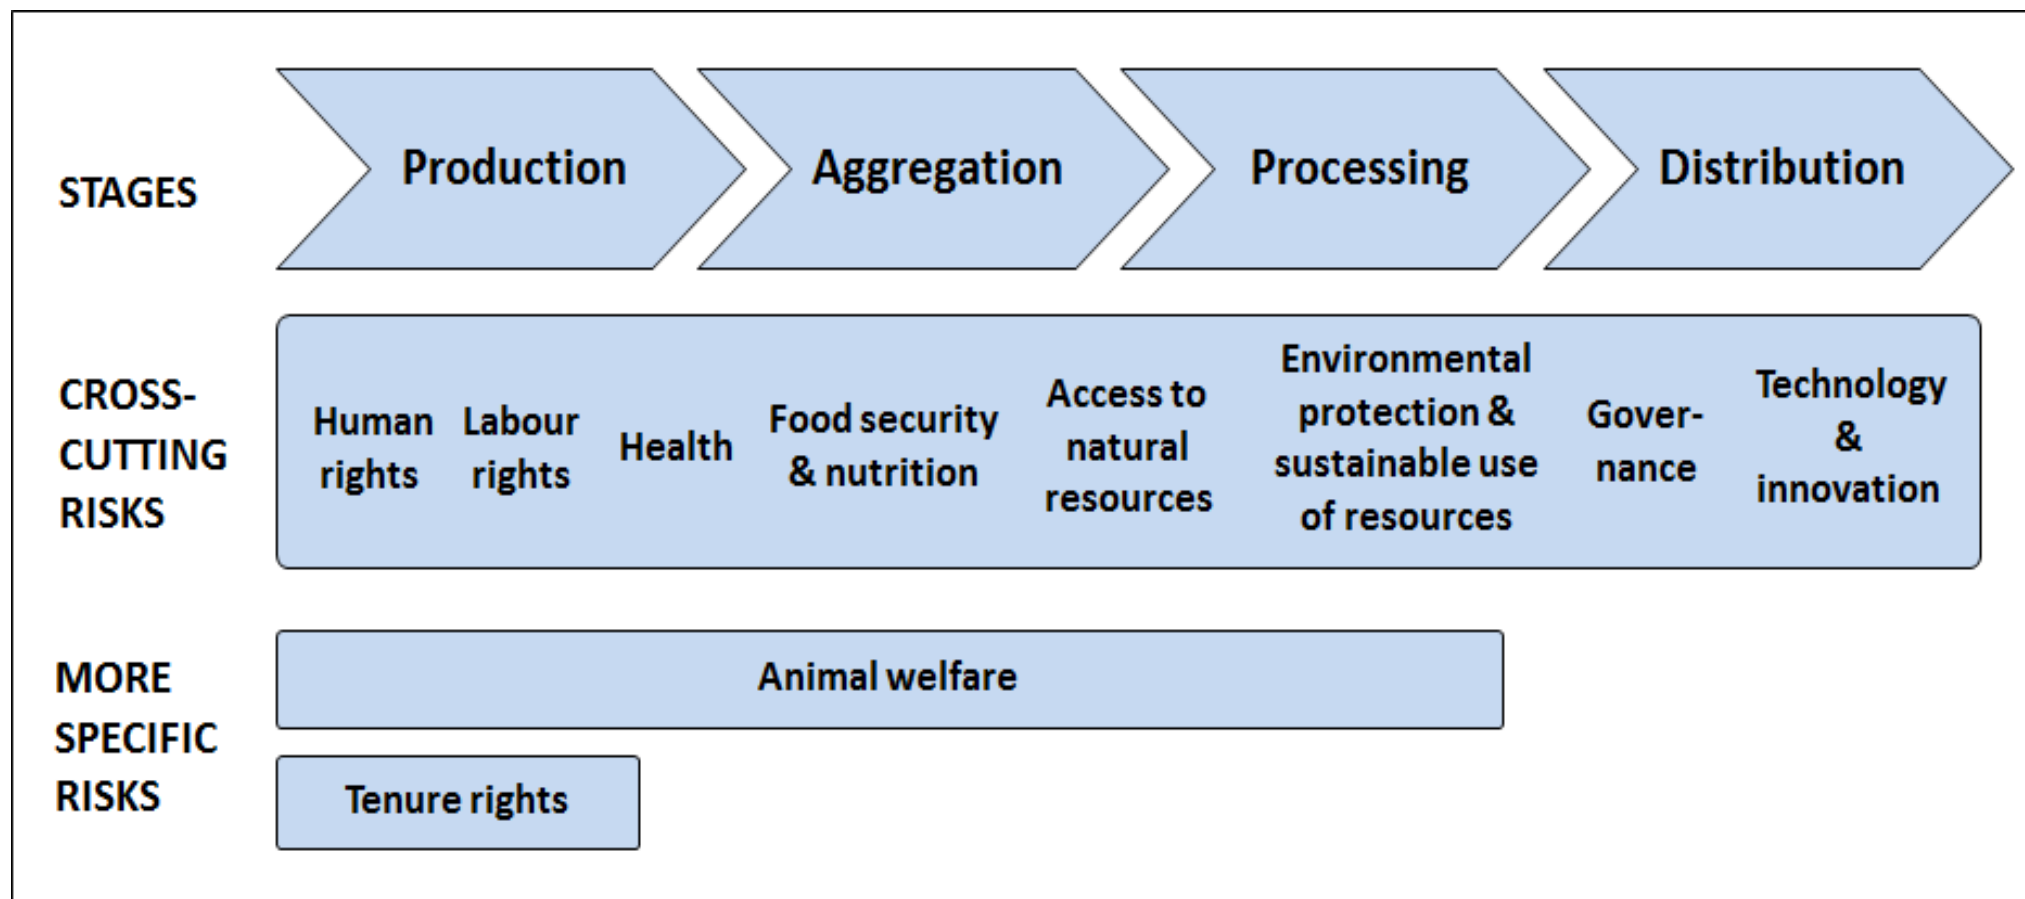 STAGES
Production
Aggregation
Processing
Distribution
CROSS-
CUTTING
RISKS
Human
rights
Labour
rights
Health
Food security
& nutrition
Access to
natural
resources
Environmental
protection &
sustainable use
of resources
Gover-
nance
Technology
&
innovation
MORE
SPECIFIC
RISKS
Animal welfare
Tenure rights